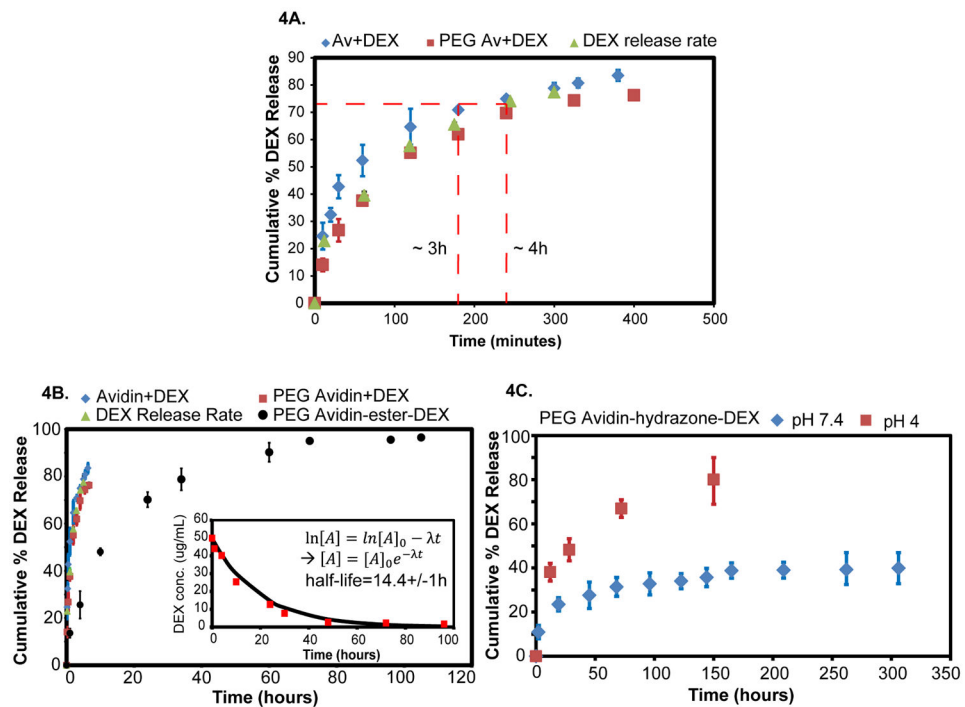 4A.
Av+DEX PEG Av+DEX DEX release rate
Cumulative % DEX Release
90
80
70
60
50
40
30
20
10
0
~ 3h ~ 4h
0 100 200 300 400 500
Time (minutes)
4B.
Avidin+DEX PEG Avidin+DEX
DEX Release Rate PEG Avidin-ester-DEX
Cumulative % DEX Release
100
80
60
40
20
0
DEX conc. (ug/mL)
60
50
40
30
20
10
0
ln[A] = ln[A]₀ − λt
→ [A] = [A]₀e^−λt
half-life=14.4+/-1h
0 20 40 60 80 100
Time (hours)
0 20 40 60 80 100 120
Time (hours)
4C.
PEG Avidin-hydrazone-DEX pH 7.4 pH 4
Cumulative % DEX Release
100
80
60
40
20
0
0 50 100 150 200 250 300 350
Time (hours)